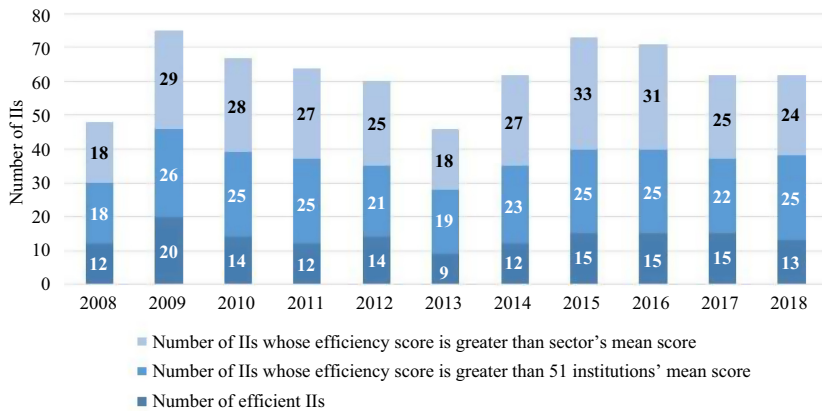 80
70
60
50
40
30
20
10
0
Number of IIs
18 29 28 27 25 18 27 33 31 25 24
18 26 25 25 21 19 23 25 25 22 25
12 20 14 12 14 9 12 15 15 15 13
2008 2009 2010 2011 2012 2013 2014 2015 2016 2017 2018
Number of IIs whose efficiency score is greater than sector’s mean score
Number of IIs whose efficiency score is greater than 51 institutions’ mean score
Number of efficient IIs